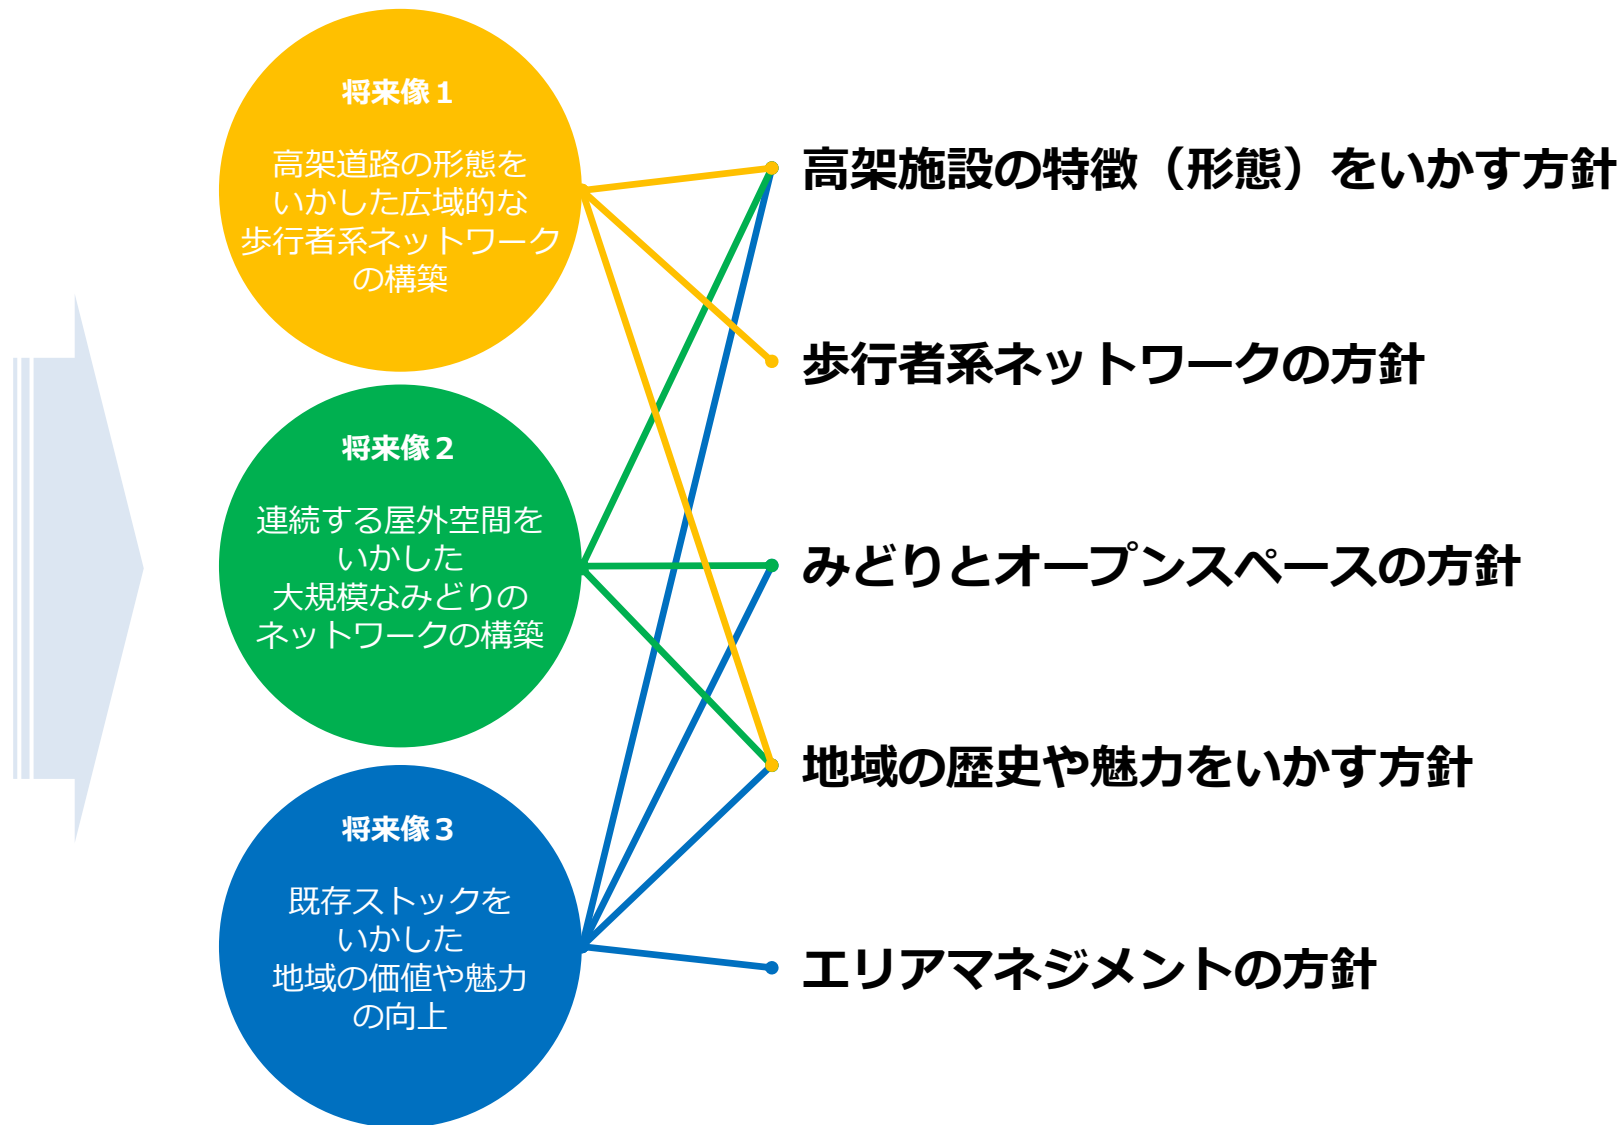 将来像１
高架道路の形態を
いかした広域的な
歩行者系ネットワーク
の構築
将来像２
連続する屋外空間を
いかした
大規模なみどりの
ネットワークの構築
将来像３
既存ストックを
いかした
地域の価値や魅力
の向上
高架施設の特徴（形態）をいかす方針
歩行者系ネットワークの方針
みどりとオープンスペースの方針
地域の歴史や魅力をいかす方針
エリアマネジメントの方針